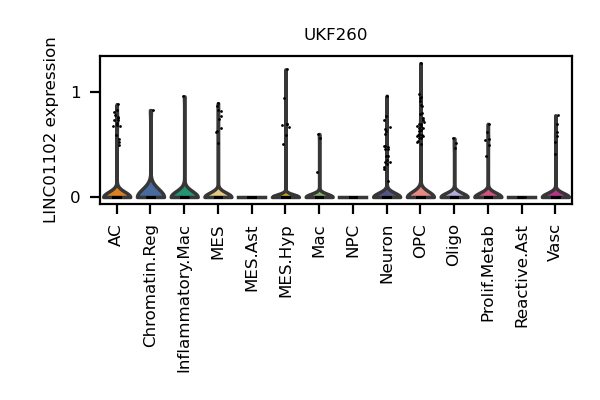 UKF260
LINC01102 expression
1
0
AC
Chromatin.Reg
Inflammatory.Mac
MES
MES.Ast
MES.Hyp
Mac
NPC
Neuron
OPC
Oligo
Prolif.Metab
Reactive.Ast
Vasc